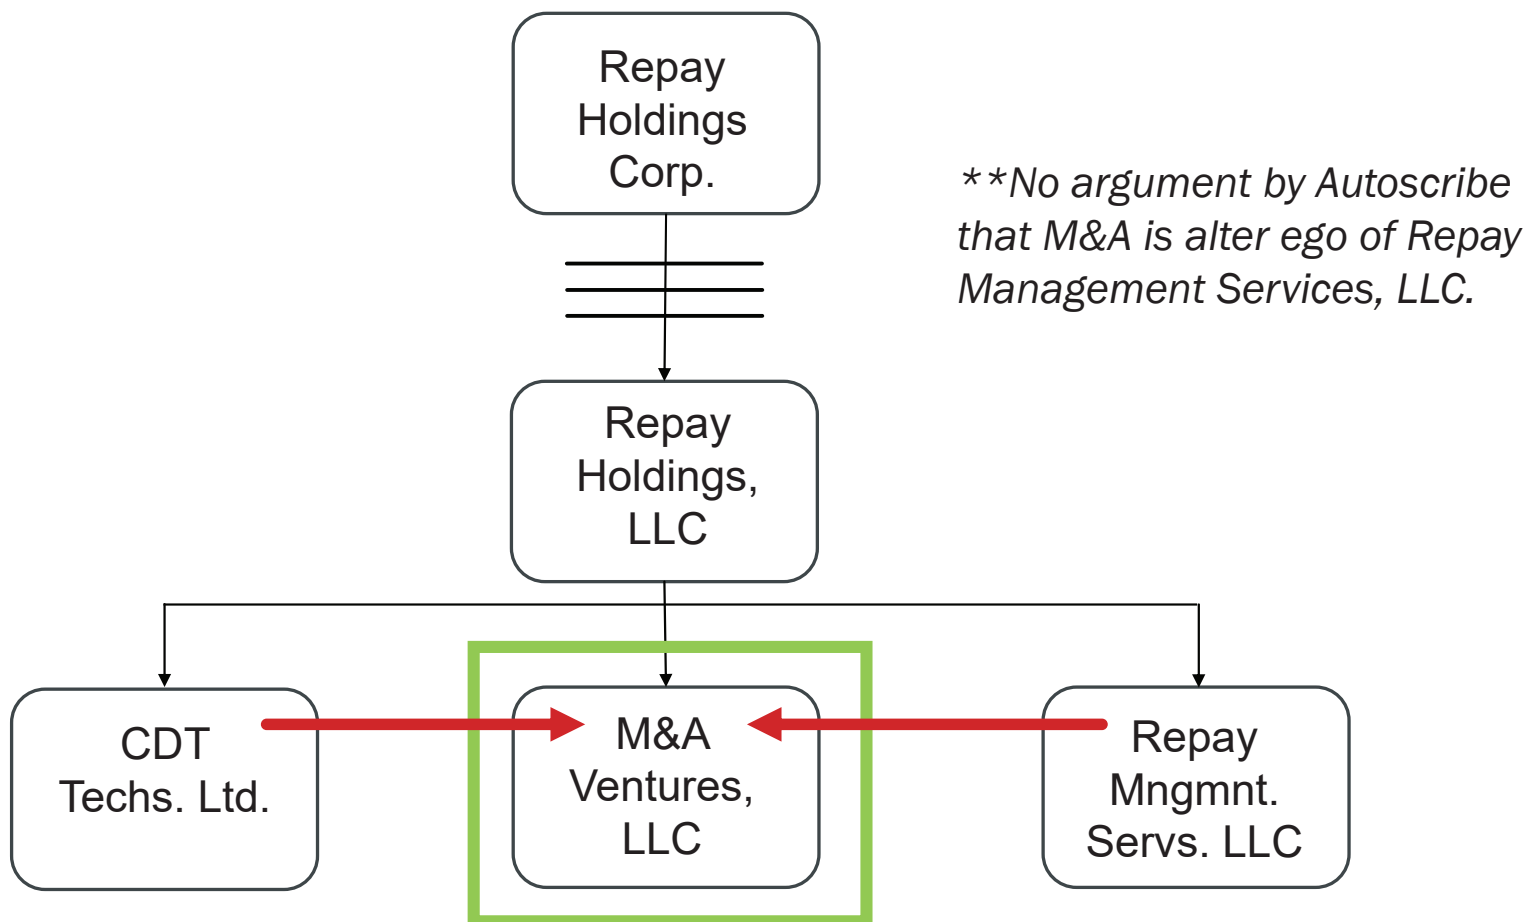 Repay
Holdings
Corp.
**No argument by Autoscribe
that M&A is alter ego of Repay
Management Services, LLC.
Repay
Holdings,
LLC
CDT
Techs. Ltd.
M&A
Ventures,
LLC
Repay
Mngmnt.
Servs. LLC